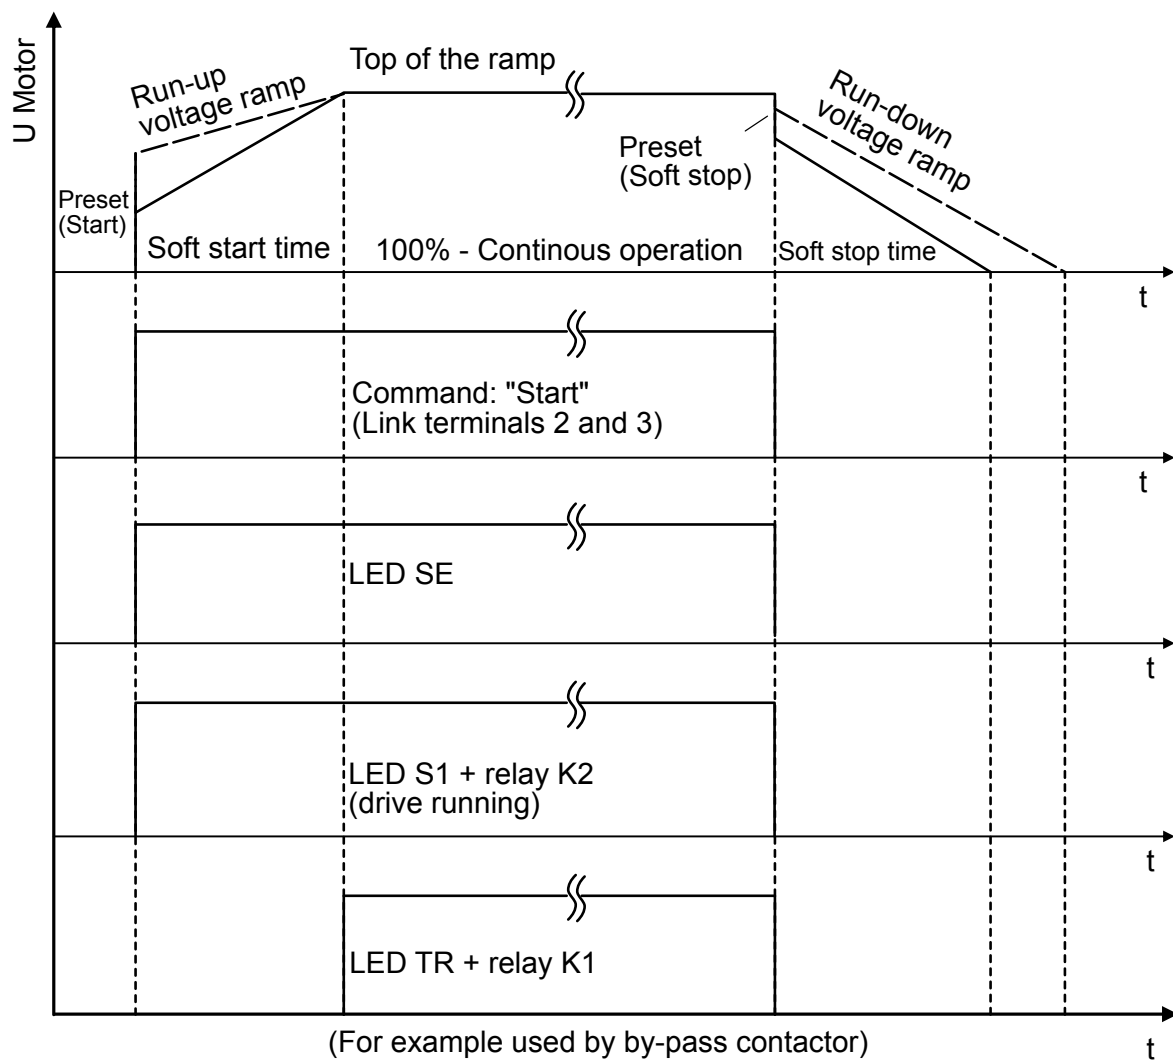 U Motor
Run-up
voltage ramp
Top of the ramp
Run-down
voltage ramp
Preset
(Soft stop)
Preset
(Start)
Soft start time
100% - Continous operation
Soft stop time
t
Command: "Start"
(Link terminals 2 and 3)
t
LED SE
t
LED S1 + relay K2
(drive running)
t
LED TR + relay K1
(For example used by by-pass contactor)
t